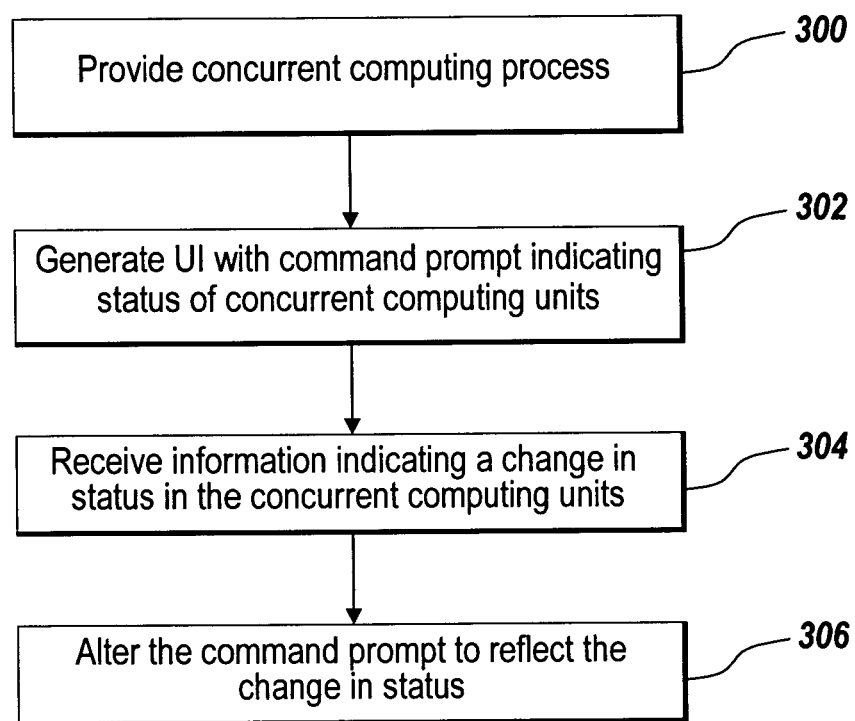 300
Provide concurrent computing process
302
Generate UI with command prompt indicating
status of concurrent computing units
304
Receive information indicating a change in
status in the concurrent computing units
306
Alter the command prompt to reflect the
change in status